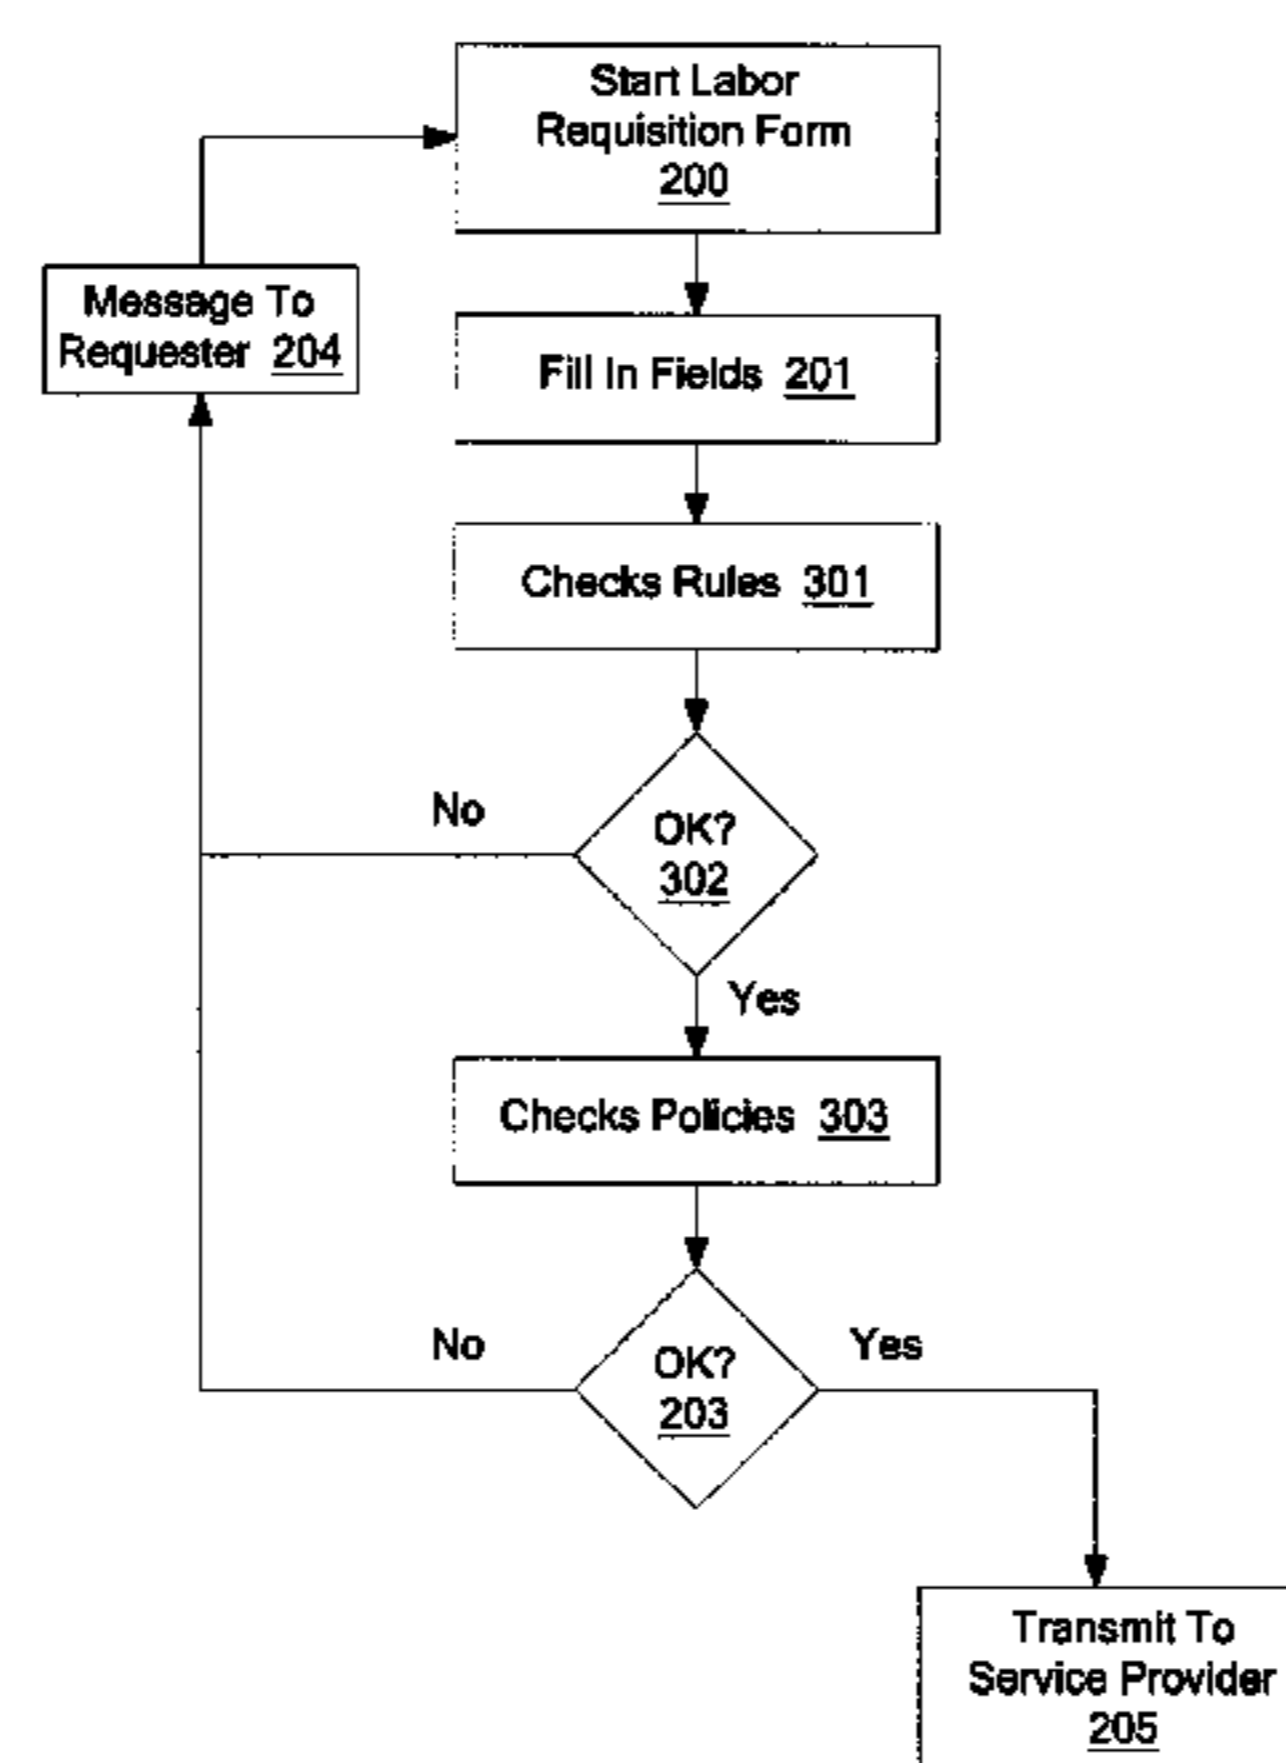 Start Labor
Requisition Form
200
Message To
Requester 204
Fill In Fields 201
Checks Rules 301
No
OK?
302
Yes
Checks Policies 303
No
OK?
203
Yes
Transmit To
Service Provider
205